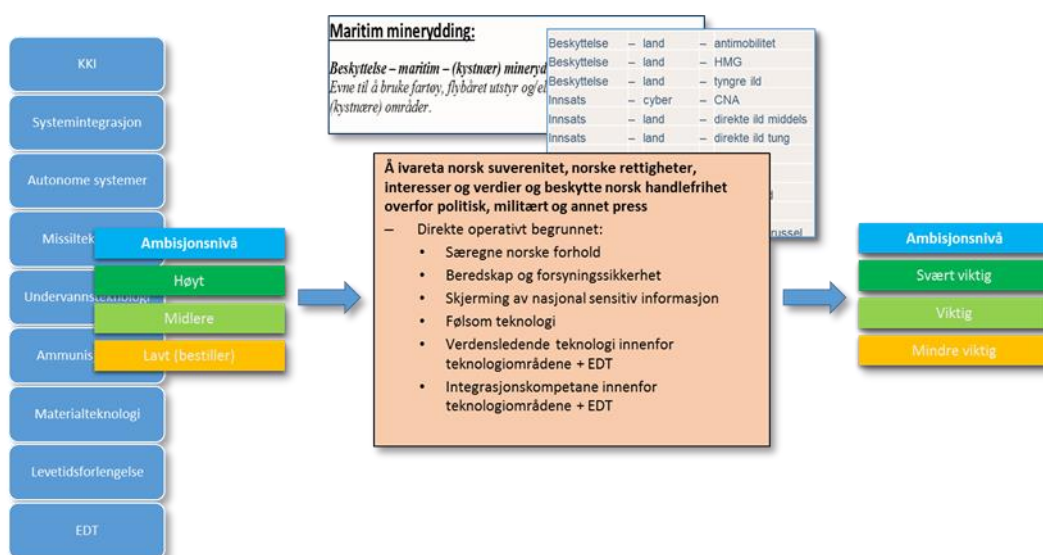 KKI
Systemintegrasjon
Autonome systemer
Ambisjonsnivå
Høyt
Midlere
Lavt (bestiller)
Materialteknologi
Levetidsforlengelse
EDT
Maritim minerydding:
Beskyttelse – maritim – (kystnær)
Evne til å bruke fartøy, flybåret utstyr
(kystnære) områder.
Beskyttelse – land – antimobilitet
Beskyttelse – land – HMG
Beskyttelse – land – tyngre ild
Innsats – cyber – CNA
Innsats – land – direkte ild middels
Innsats – land – direkte ild tung
Å ivareta norsk suverenitet, norske rettigheter,
interesser og verdier og beskytte norsk handlefrihet
overfor politisk, militært og annet press
– Direkte operativt begrunnet:
• Særegne norske forhold
• Beredskap og forsyningssikkerhet
• Skjerming av nasjonal sensitiv informasjon
• Følsom teknologi
• Verdensledende teknologi innenfor
teknologiområdene + EDT
• Integrasjonskompetane innenfor
teknologiområdene + EDT
Ambisjonsnivå
Svært viktig
Viktig
Mindre viktig